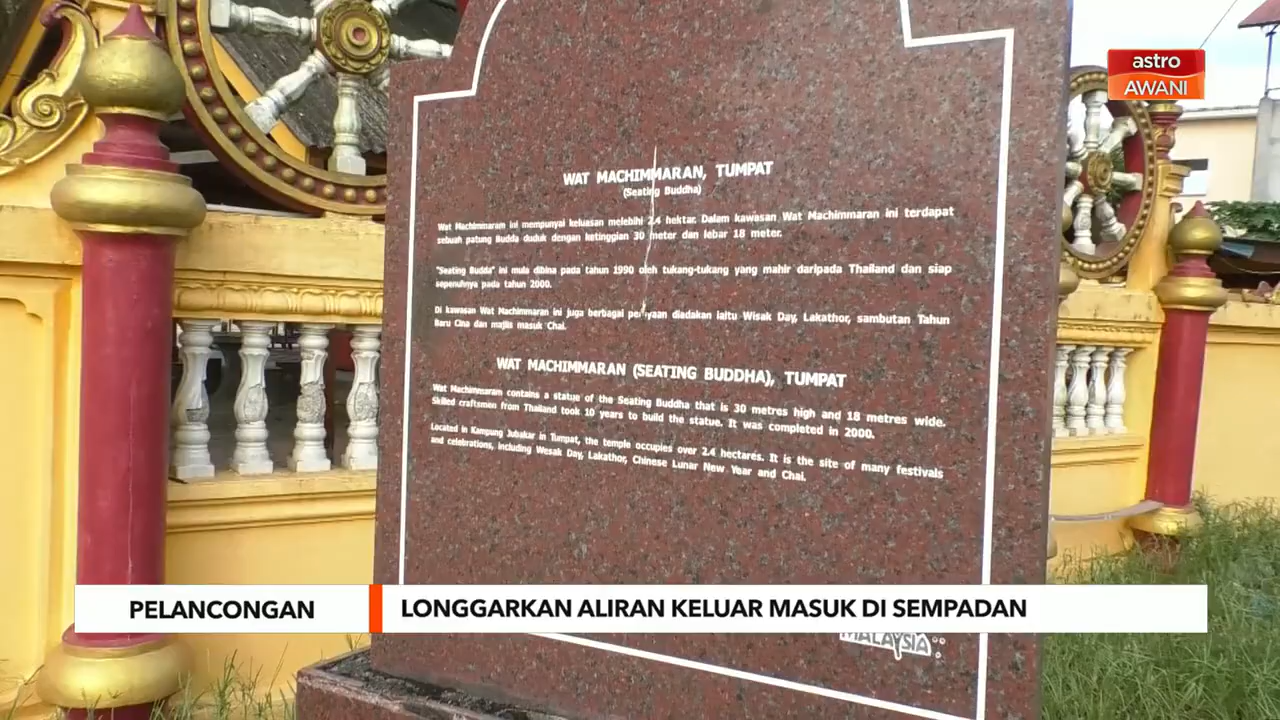 astro
AWANI
WAT MACHIMMARAN, TUMPAT
(Seating Buddha)
Wat Machimmaram ini mempunyai keluasan melebihi 2.4 hektar. Dalam kawasan Wat Machimmaran ini terdapat
sebuah patung Budda duduk dengan ketinggian 30 meter dan lebar 18 meter.
"Seating Budda" ini mula dibina pada tahun 1990 oleh tukang-tukang yang mahir daripada Thailand dan siap
sepenuhnya pada tahun 2000.
Di kawasan Wat Machimmaran ini juga berbagai perayaan diadakan iaitu Wisak Day, Lakathor, sambutan Tahun
Baru Cina dan majlis masuk Chai.
WAT MACHIMMARAN (SEATING BUDDHA), TUMPAT
Wat Machimmaram contains a statue of the Seating Buddha that is 30 metres high and 18 metres wide.
Skilled craftsmen from Thailand took 10 years to build the statue. It was completed in 2000.
Located in Kampung Jubakar in Tumpat, the temple occupies over 2.4 hectares. It is the site of many festivals
and celebrations, including Wesak Day, Lakathor, Chinese Lunar New Year and Chai.
PELANCONGAN
LONGGARKAN ALIRAN KELUAR MASUK DI SEMPADAN
MALAYSIA